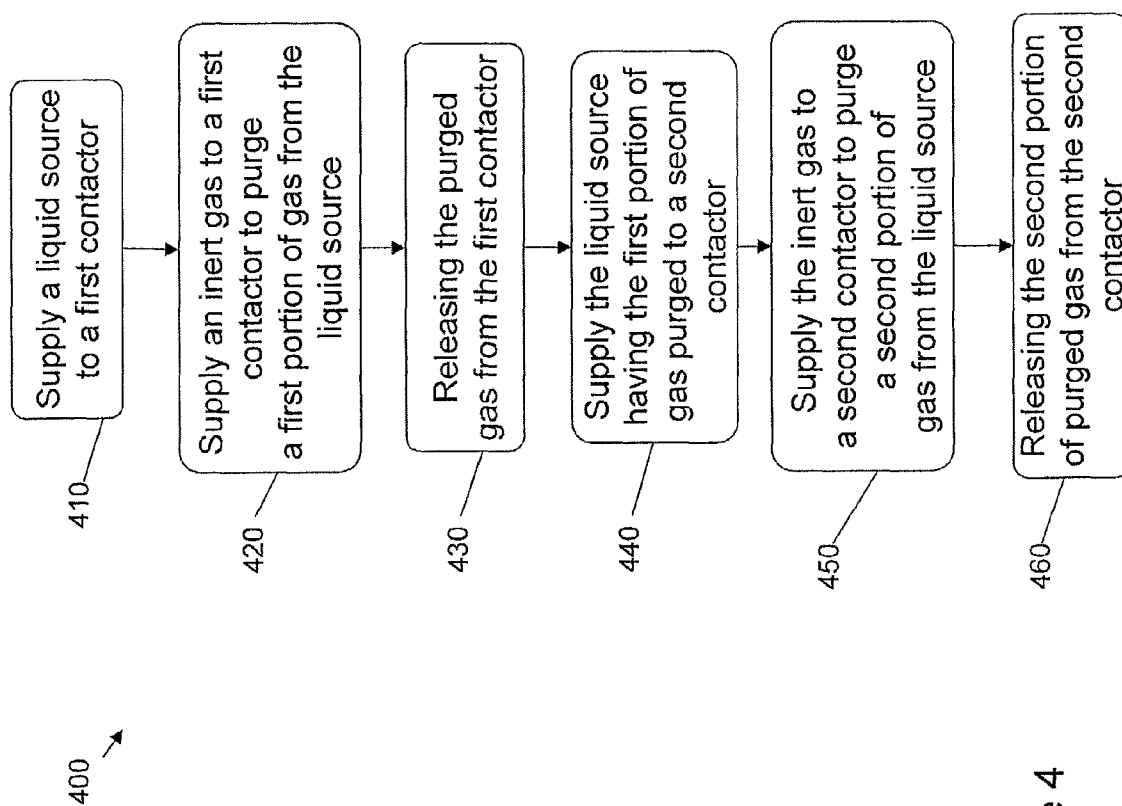 400
410
Supply a liquid source
to a first contactor
420
Supply an inert gas to a first
contactor to purge
a first portion of gas from the
liquid source
430
Releasing the purged
gas from the first contactor
440
Supply the liquid source
having the first portion of
gas purged to a second
contactor
450
Supply the inert gas to
a second contactor to purge
a second portion of
gas from the liquid source
460
Releasing the second portion
of purged gas from the second
contactor
e 4